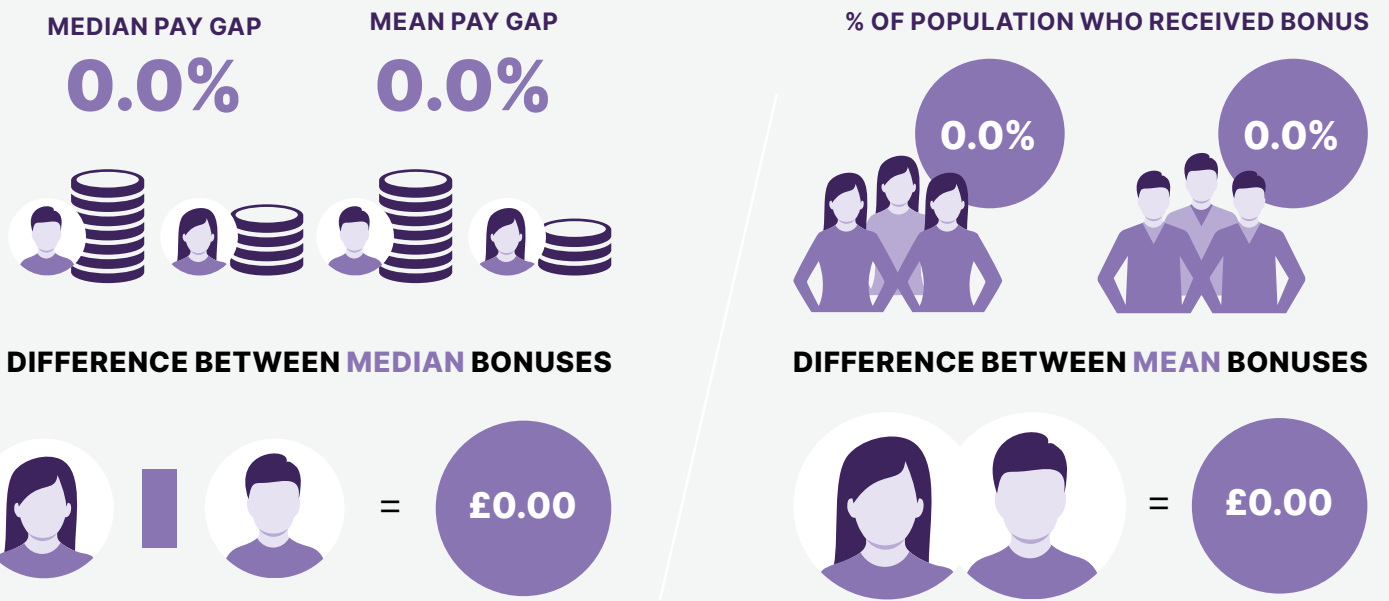 MEDIAN PAY GAP
0.0%
MEAN PAY GAP
0.0%
% OF POPULATION WHO RECEIVED BONUS
0.0%
0.0%
DIFFERENCE BETWEEN MEDIAN BONUSES
= £0.00
DIFFERENCE BETWEEN MEAN BONUSES
= £0.00